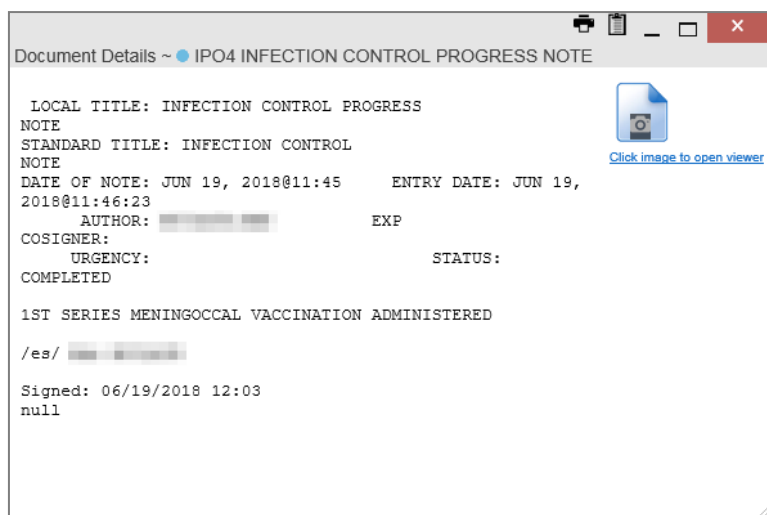 Document Details ~ IPO4 INFECTION CONTROL PROGRESS NOTE
LOCAL TITLE: INFECTION CONTROL PROGRESS
NOTE
STANDARD TITLE: INFECTION CONTROL
NOTE
Click image to open viewer
DATE OF NOTE: JUN 19, 2018@11:45 ENTRY DATE: JUN 19,
2018@11:46:23
AUTHOR: EXP
COSIGNER:
URGENCY: STATUS:
COMPLETED
1ST SERIES MENINGOCCAL VACCINATION ADMINISTERED
/es/
Signed: 06/19/2018 12:03
null